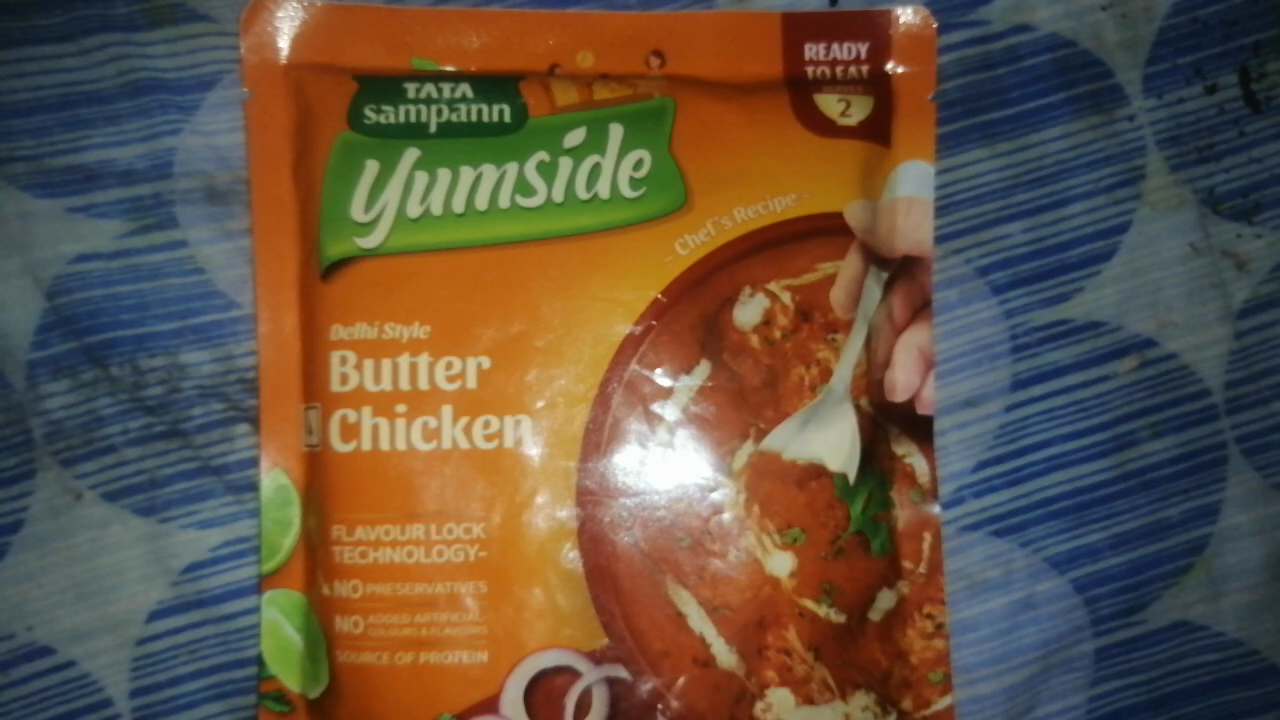 READY
TO EAT
SERVES
2
TATA
sampann
Yumside
- Chef's Recipe -
Delhi Style
Butter
Chicken
FLAVOUR LOCK
TECHNOLOGY-
NO PRESERVATIVES
NO ADDED ARTIFICIAL
COLOURS & FLAVOURS
SOURCE OF PROTEIN